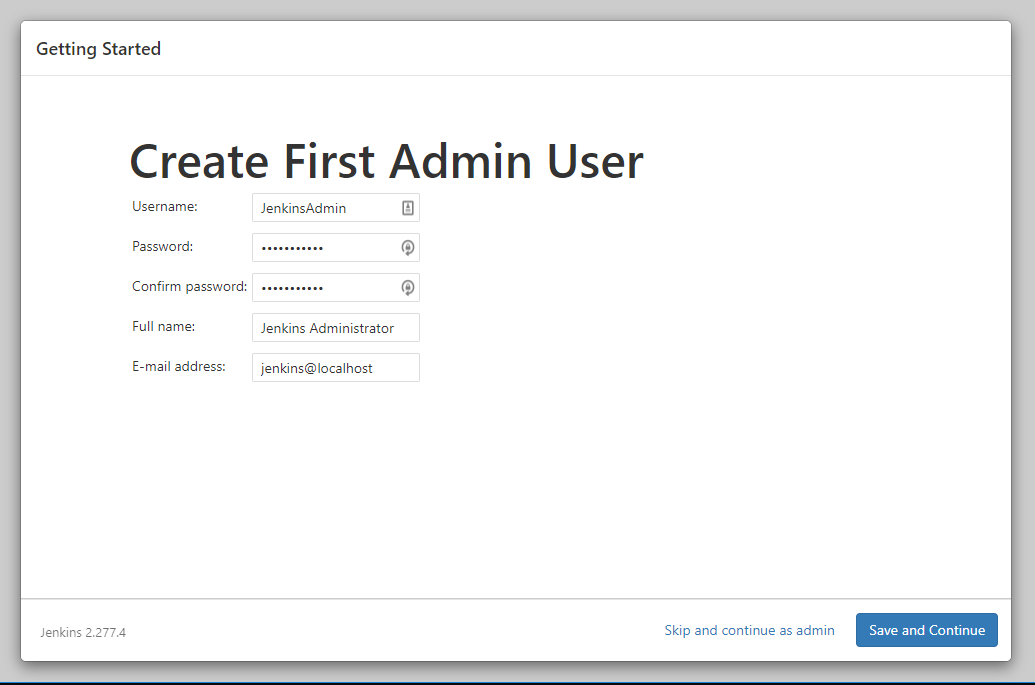 Getting Started
Create First Admin User
Username: JenkinsAdmin
Password: •••••••••••
Confirm password: •••••••••••
Full name: Jenkins Administrator
E-mail address: jenkins@localhost
Jenkins 2.277.4 Skip and continue as admin Save and Continue